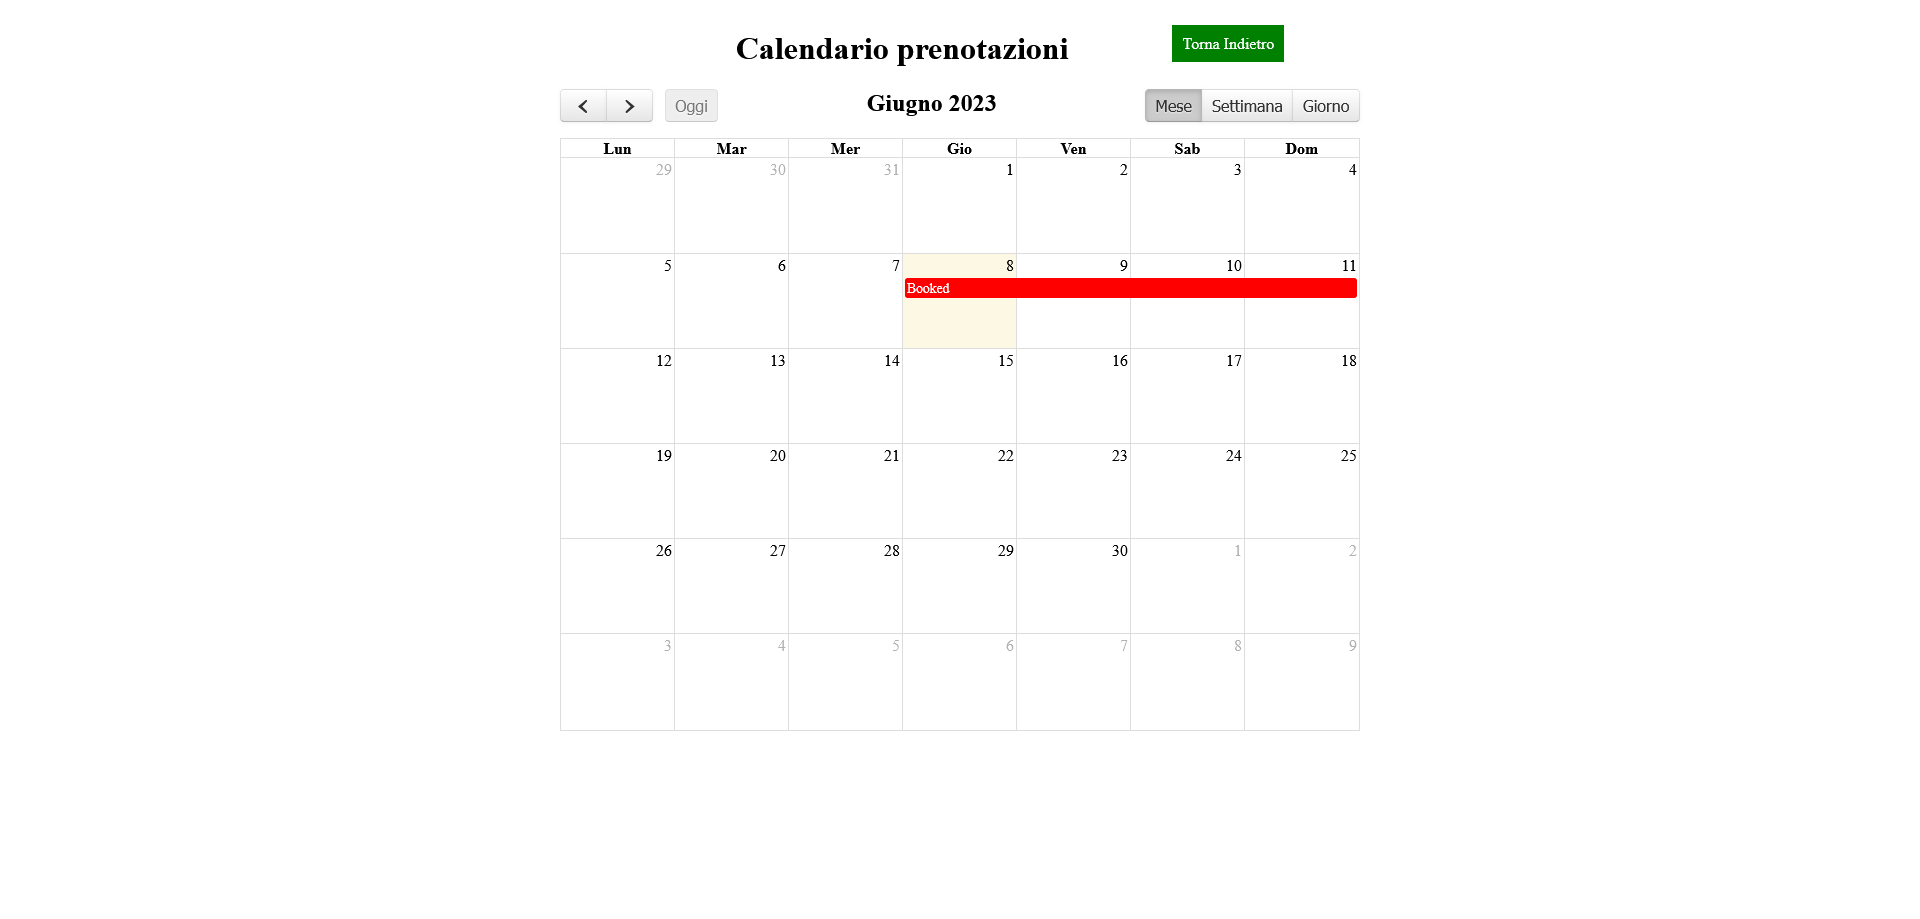 Calendario prenotazioni
Torna Indietro
Oggi
Giugno 2023
Mese Settimana Giorno
Lun Mar Mer Gio Ven Sab Dom
29 30 31 1 2 3 4
5 6 7 8 9 10 11
Booked
12 13 14 15 16 17 18
19 20 21 22 23 24 25
26 27 28 29 30 1 2
3 4 5 6 7 8 9